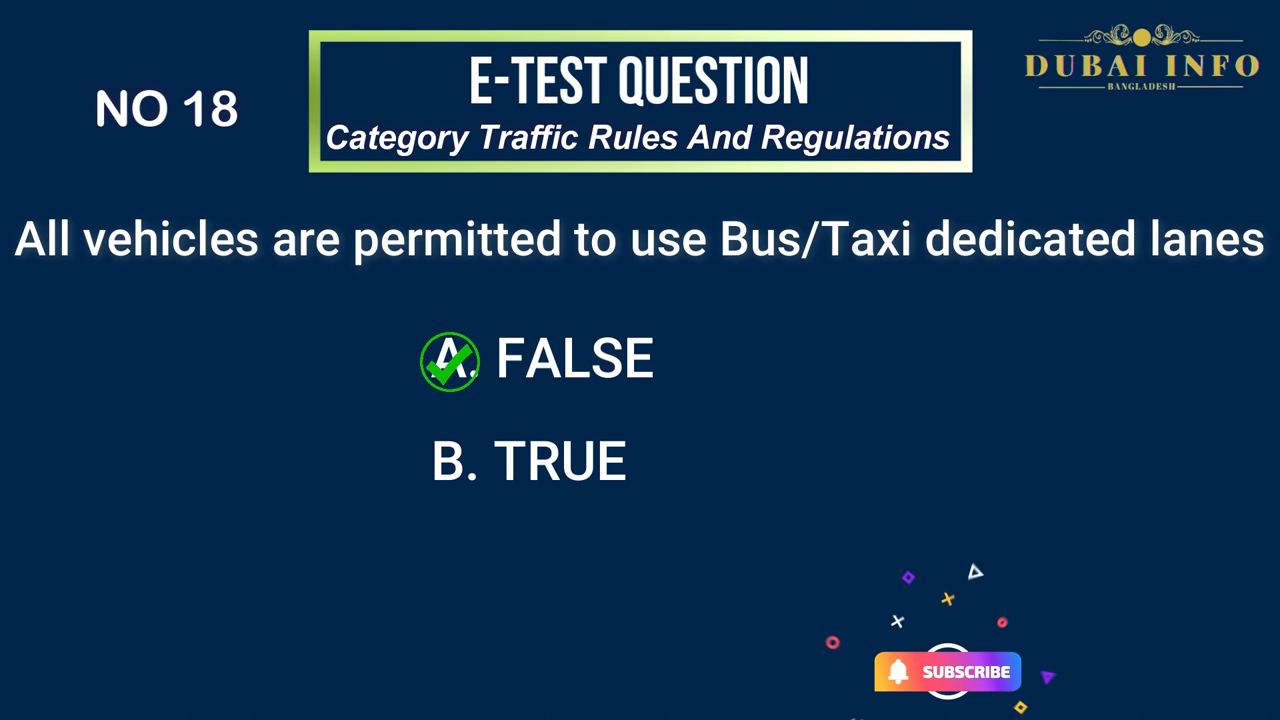 NO 18
E-TEST QUESTION
Category Traffic Rules And Regulations
DUBAI INFO
BANGLADESH
All vehicles are permitted to use Bus/Taxi dedicated lanes
A. FALSE
B. TRUE
SUBSCRIBE